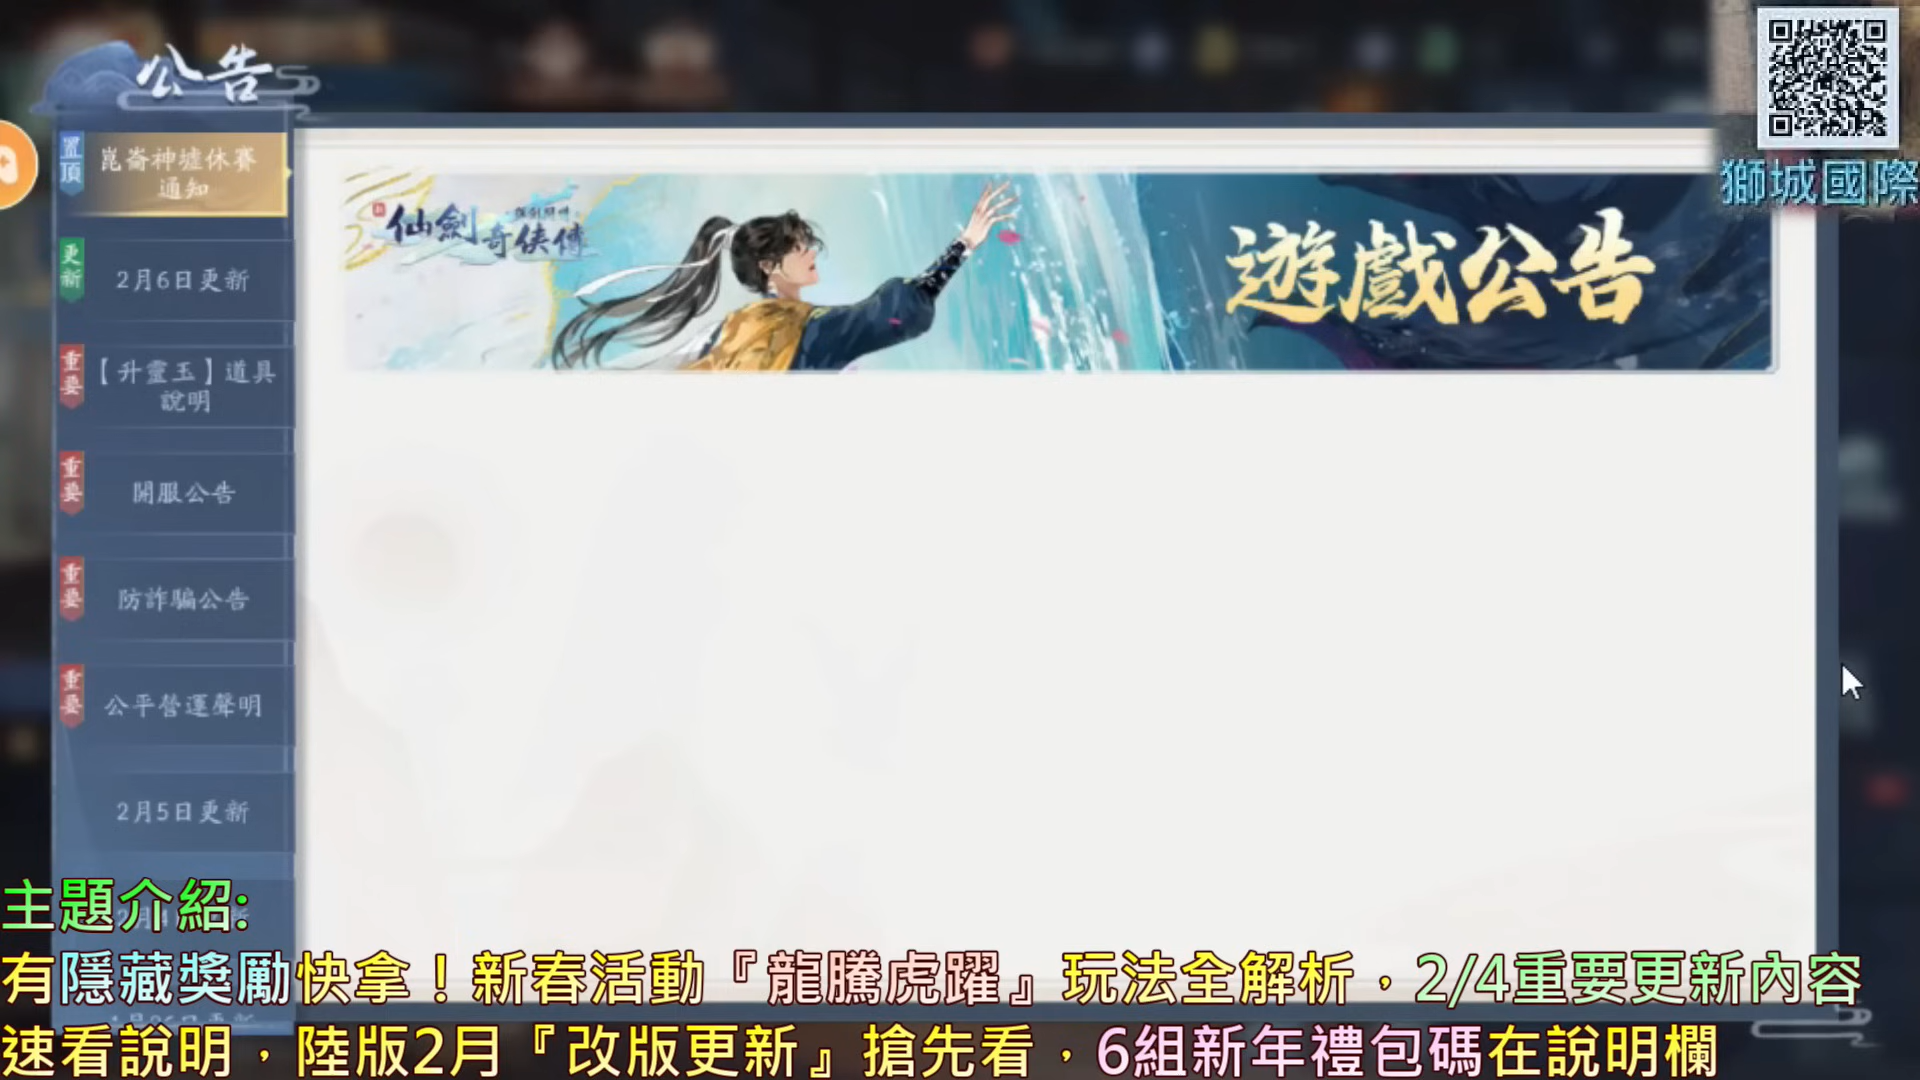 公告
獅城國際
置頂
崑崙神墟休賽
通知
更新
2月6日更新
重要
【升靈玉】道具
說明
重要
開服公告
重要
防詐騙公告
重要
公平營運聲明
2月5日更新
仙劍奇俠傳
遊戲公告
主題介紹:
有隱藏獎勵快拿！新春活動『龍騰虎躍』玩法全解析，2/4重要更新內容
速看說明，陸版2月『改版更新』搶先看，6組新年禮包碼在說明欄